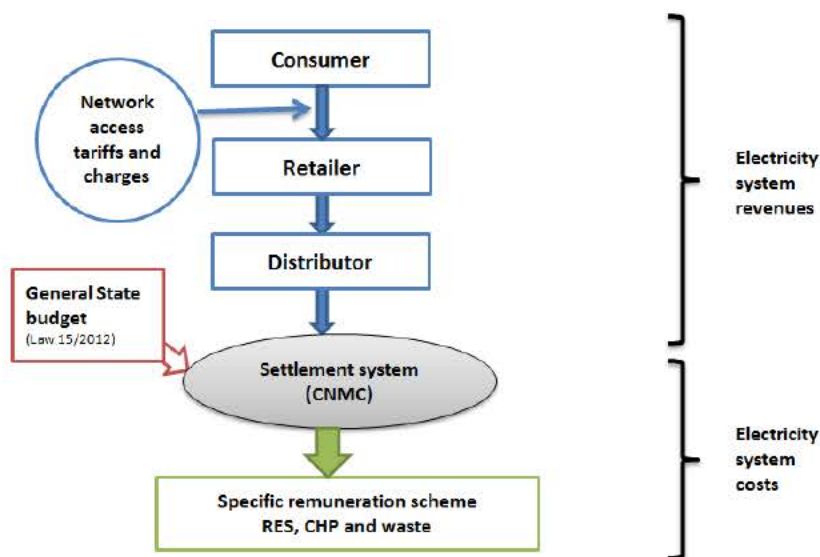 Consumer
Network
access
tariffs and
charges
Retailer
Electricity
system
revenues
Distributor
General State
budget
(Law 15/2012)
Settlement system
(CNMC)
Electricity
system
costs
Specific remuneration scheme
RES, CHP and waste